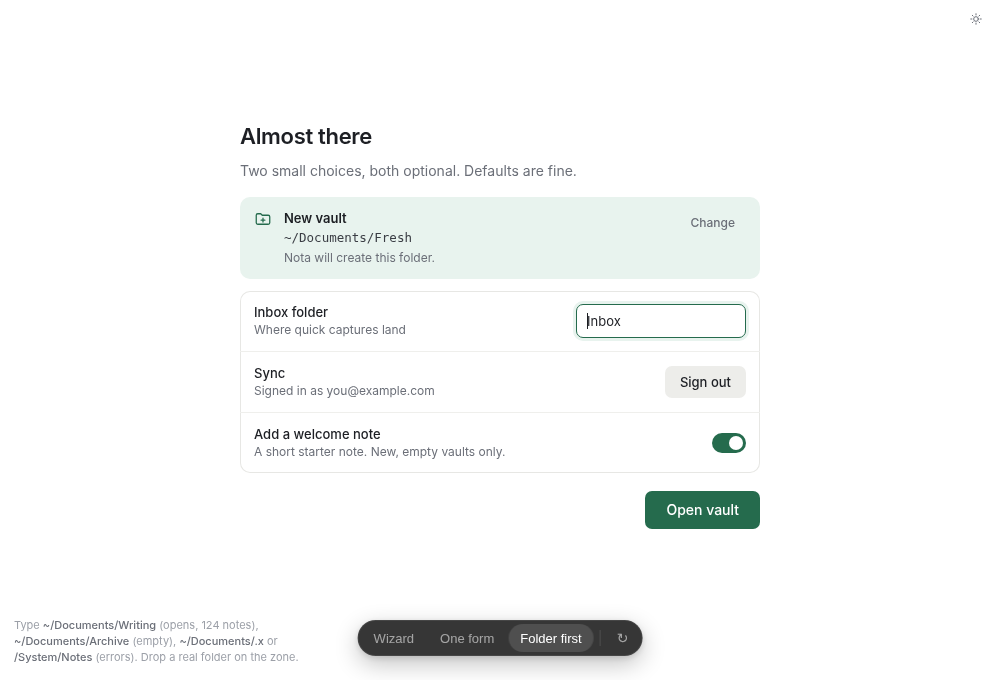 Almost there
Two small choices, both optional. Defaults are fine.
New vault
~/Documents/Fresh
Nota will create this folder.
Change
Inbox folder
Where quick captures land
Inbox
Sync
Signed in as you@example.com
Sign out
Add a welcome note
A short starter note. New, empty vaults only.
Open vault
Type ~/Documents/Writing (opens, 124 notes),
~/Documents/Archive (empty), ~/Documents/.x or
/System/Notes (errors). Drop a real folder on the zone.
Wizard
One form
Folder first